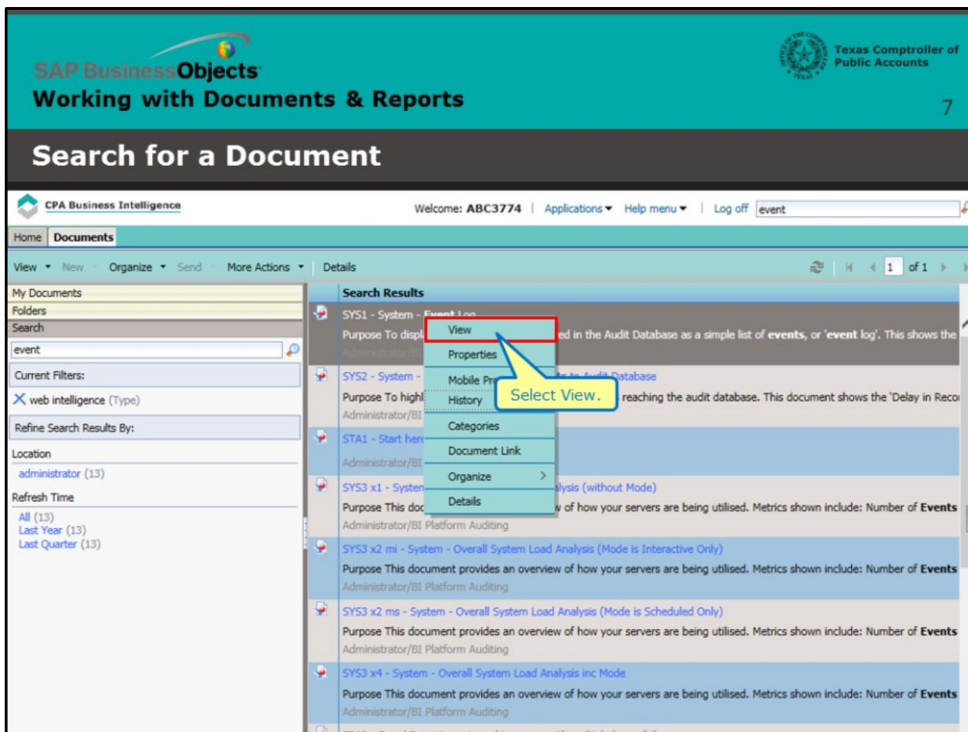 SAP BusinessObjects
Texas Comptroller of
Public Accounts
Working with Documents & Reports
7
Search for a Document
CPA Business Intelligence
Welcome: ABC3774 | Applications Help menu | Log off event
Home Documents
View New Organize Send More Actions Details
1 of 1
My Documents
Folders
Search
event
Current Filters:
web intelligence (Type)
Refine Search Results By:
Location
administrator (13)
Refresh Time
All (13)
Last Year (13)
Last Quarter (13)
Search Results
SYS1 - System - Event Log
Purpose To displ ed in the Audit Database as a simple list of events, or 'event log'. This shows the
Administrator/BI
SYS2 - System - to Audit Database
Purpose To highl reaching the audit database. This document shows the 'Delay in Reco
Administrator/BI
STA1 - Start here
Administrator/BI
SYS3 x1 - System lysis (without Mode)
Purpose This doc w of how your servers are being utilised. Metrics shown include: Number of Events
Administrator/BI Platform Auditing
SYS3 x2 mi - System - Overall System Load Analysis (Mode is Interactive Only)
Purpose This document provides an overview of how your servers are being utilised. Metrics shown include: Number of Events
Administrator/BI Platform Auditing
SYS3 x2 ms - System - Overall System Load Analysis (Mode is Scheduled Only)
Purpose This document provides an overview of how your servers are being utilised. Metrics shown include: Number of Events
Administrator/BI Platform Auditing
SYS3 x4 - System - Overall System Load Analysis inc Mode
Purpose This document provides an overview of how your servers are being utilised. Metrics shown include: Number of Events
Administrator/BI Platform Auditing
View
Properties
Mobile Pr
History
Categories
Document Link
Organize
Details
Select View.